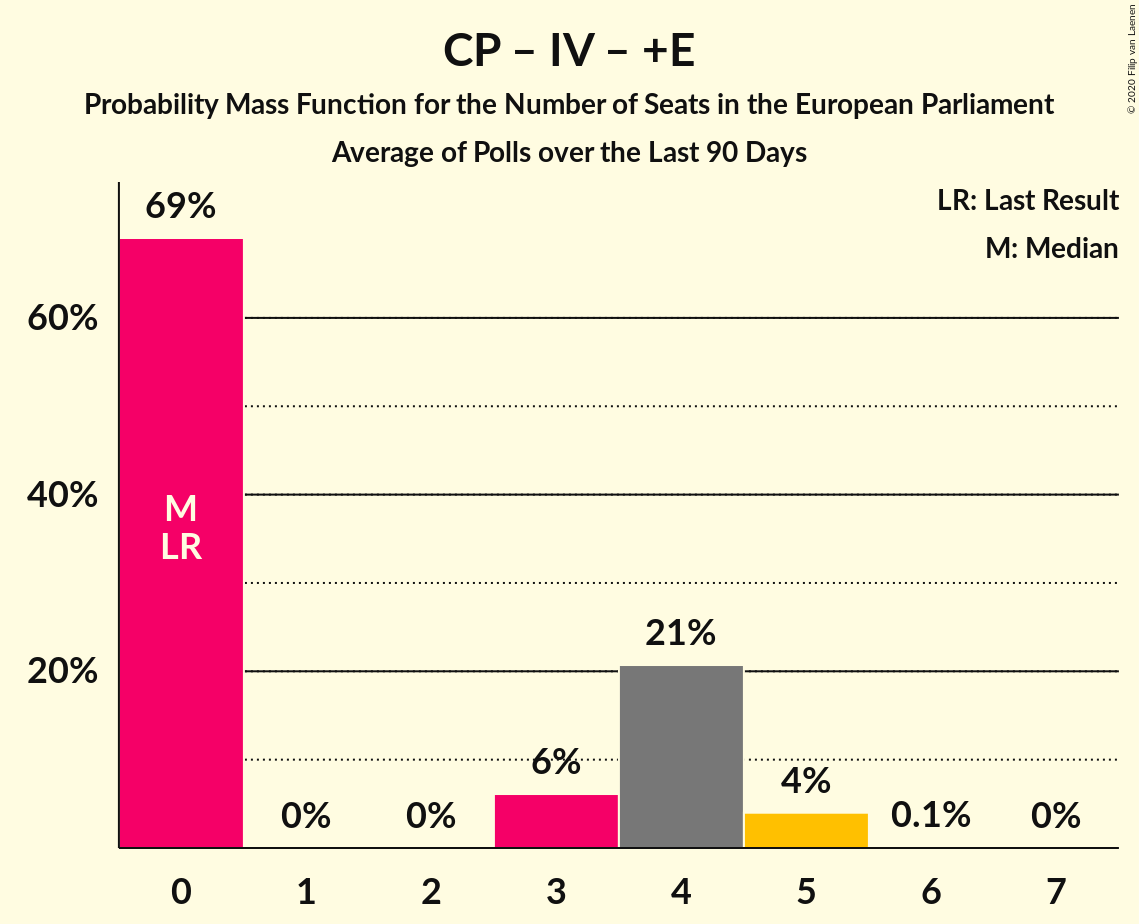 CP – IV – +E
Probability Mass Function for the Number of Seats in the European Parliament
Average of Polls over the Last 90 Days
© 2020 Filip van Laenen
LR: Last Result
M: Median
69%
60%
40%
20%
M
LR
0%
0%
6%
21%
4%
0.1%
0%
0
1
2
3
4
5
6
7